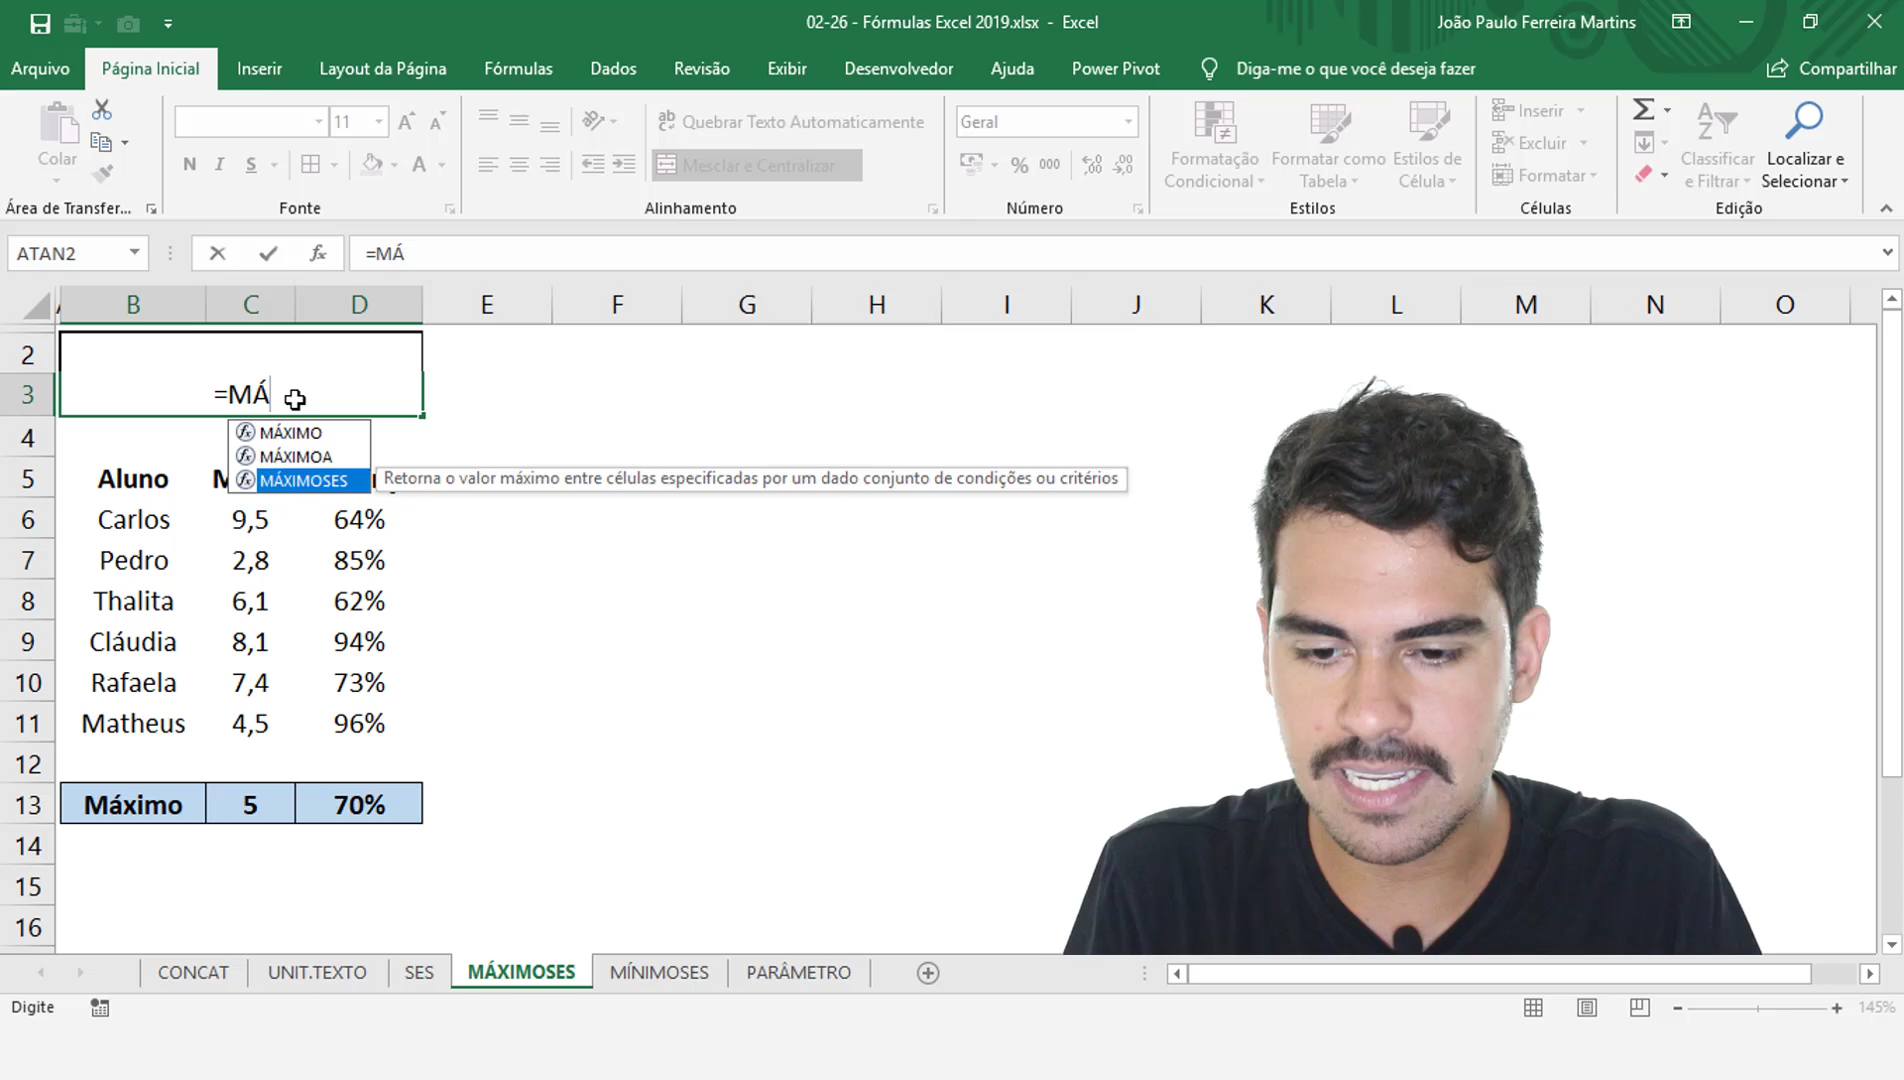 02-26 - Fórmulas Excel 2019.xlsx - Excel
João Paulo Ferreira Martins
Arquivo
Página Inicial
Inserir
Layout da Página
Fórmulas
Dados
Revisão
Exibir
Desenvolvedor
Ajuda
Power Pivot
Diga-me o que você deseja fazer
Compartilhar
Colar
Área de Transfer...
11
N I S
Fonte
Quebrar Texto Automaticamente
Mesclar e Centralizar
Alinhamento
Geral
% 000
Número
Formatação Condicional
Formatar como Tabela
Estilos de Célula
Estilos
Inserir
Excluir
Formatar
Células
Classificar e Filtrar
Localizar e Selecionar
Edição
ATAN2
fx
=MÁ
B C D E F G H I J K L M N O
2
3 =MÁ
MÁXIMO
MÁXIMOA
MÁXIMOSES
Retorna o valor máximo entre células especificadas por um dado conjunto de condições ou critérios
4
5 Aluno
6 Carlos 9,5 64%
7 Pedro 2,8 85%
8 Thalita 6,1 62%
9 Cláudia 8,1 94%
10 Rafaela 7,4 73%
11 Matheus 4,5 96%
12
13 Máximo 5 70%
14
15
16
CONCAT
UNIT.TEXTO
SES
MÁXIMOSES
MÍNIMOSES
PARÂMETRO
Digite
145%